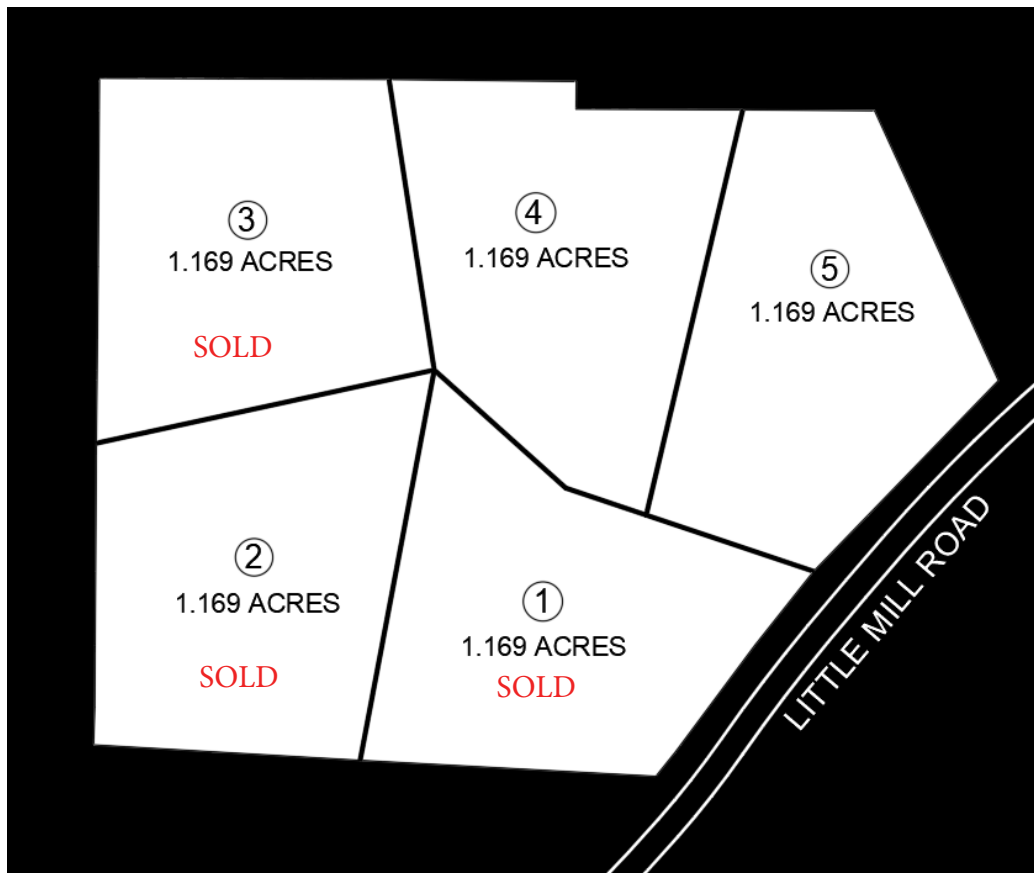 3
1.169 ACRES
SOLD
4
1.169 ACRES
5
1.169 ACRES
2
1.169 ACRES
SOLD
1
1.169 ACRES
SOLD
LITTLE MILL ROAD